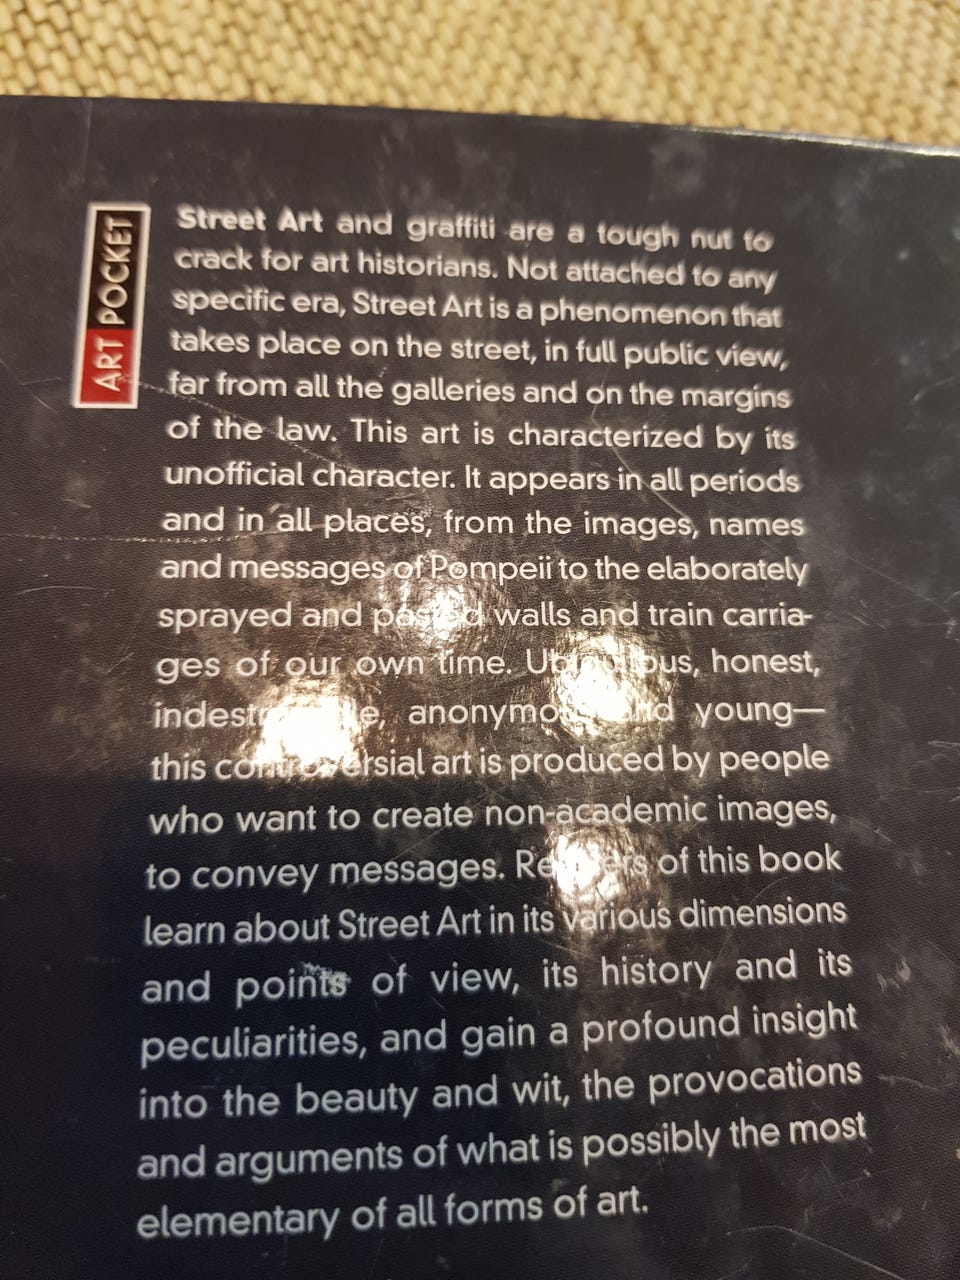 ART POCKET
Street Art and graffiti are a tough nut to
crack for art historians. Not attached to any
specific era, Street Art is a phenomenon that
takes place on the street, in full public view,
far from all the galleries and on the margins
of the law. This art is characterized by its
unofficial character. It appears in all periods
and in all places, from the images, names
and messages of Pompeii to the elaborately
sprayed and pasted walls and train carria-
ges of our own time. Ubiquitous, honest,
indestructible, anonymous and young—
this controversial art is produced by people
who want to create non-academic images,
to convey messages. Readers of this book
learn about Street Art in its various dimensions
and points of view, its history and its
peculiarities, and gain a profound insight
into the beauty and wit, the provocations
and arguments of what is possibly the most
elementary of all forms of art.